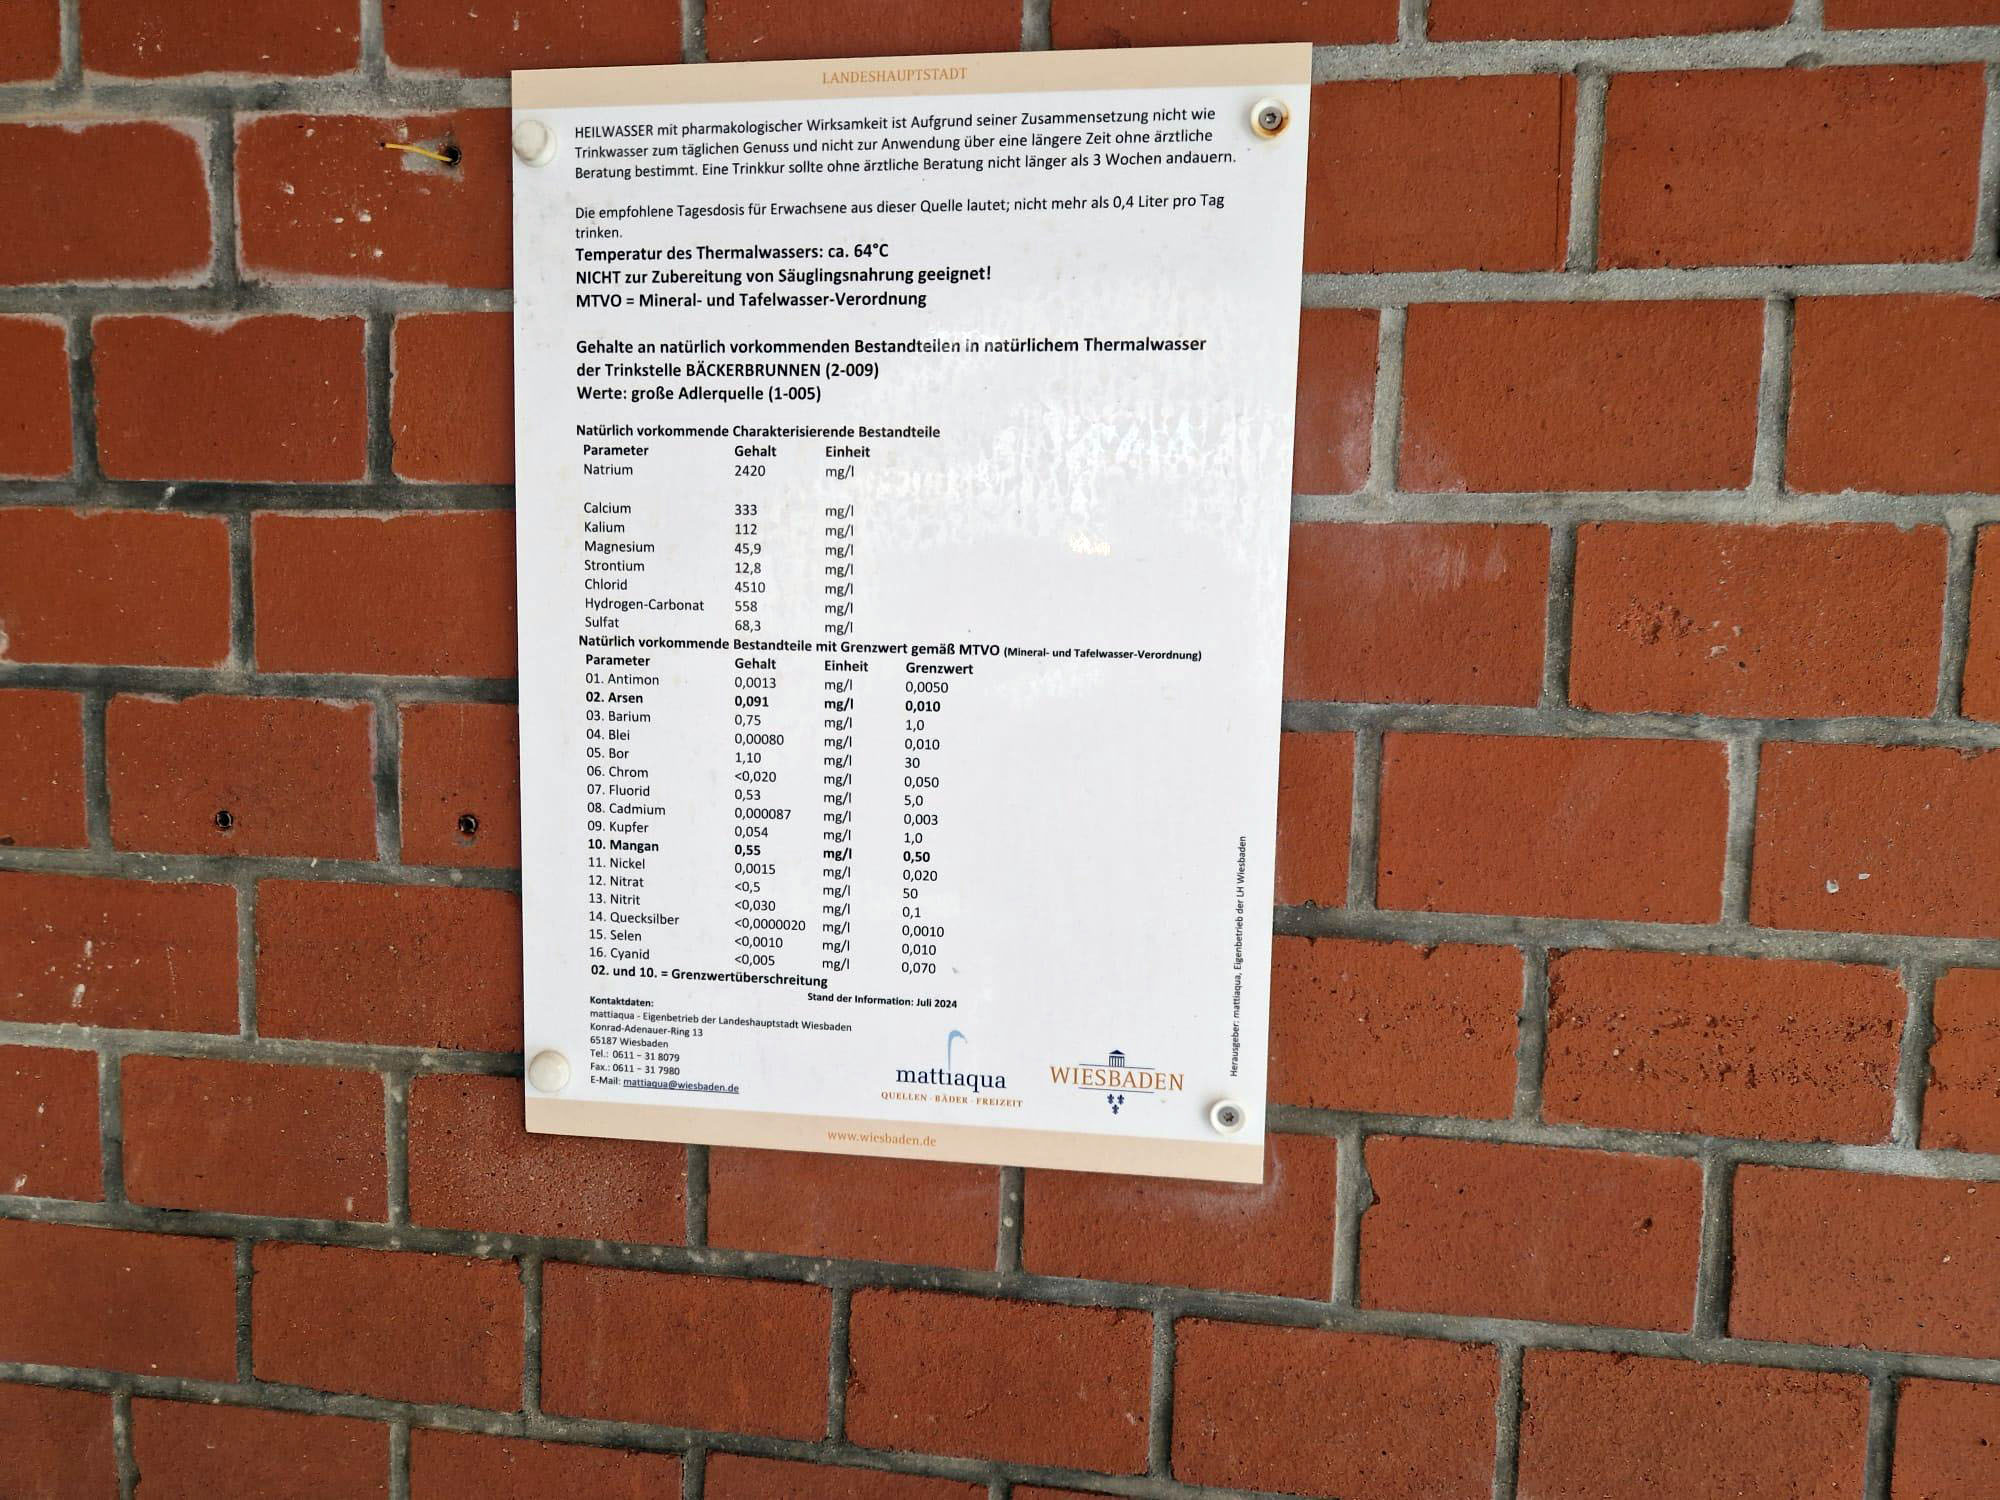 LANDESHAUPTSTADT
HEILWASSER mit pharmakologischer Wirksamkeit ist Aufgrund seiner Zusammensetzung nicht wie
Trinkwasser zum täglichen Genuss und nicht zur Anwendung über eine längere Zeit ohne ärztliche
Beratung bestimmt. Eine Trinkkur sollte ohne ärztliche Beratung nicht länger als 3 Wochen andauern.
Die empfohlene Tagesdosis für Erwachsene aus dieser Quelle lautet; nicht mehr als 0,4 Liter pro Tag
trinken.
Temperatur des Thermalwassers: ca. 64°C
NICHT zur Zubereitung von Säuglingsnahrung geeignet!
MTVO = Mineral- und Tafelwasser-Verordnung
Gehalte an natürlich vorkommenden Bestandteilen in natürlichem Thermalwasser
der Trinkstelle BÄCKERBRUNNEN (2-009)
Werte: große Adlerquelle (1-005)
Natürlich vorkommende Charakterisierende Bestandteile
Parameter Gehalt Einheit
Natrium 2420 mg/l
Calcium 333 mg/l
Kalium 112 mg/l
Magnesium 45,9 mg/l
Strontium 12,8 mg/l
Chlorid 4510 mg/l
Hydrogen-Carbonat 558 mg/l
Sulfat 68,3 mg/l
Natürlich vorkommende Bestandteile mit Grenzwert gemäß MTVO (Mineral- und Tafelwasser-Verordnung)
Parameter Gehalt Einheit Grenzwert
01. Antimon 0,0013 mg/l 0,0050
02. Arsen 0,091 mg/l 0,010
03. Barium 0,75 mg/l 1,0
04. Blei 0,00080 mg/l 0,010
05. Bor 1,10 mg/l 30
06. Chrom <0,020 mg/l 0,050
07. Fluorid 0,53 mg/l 5,0
08. Cadmium 0,000087 mg/l 0,003
09. Kupfer 0,054 mg/l 1,0
10. Mangan 0,55 mg/l 0,50
11. Nickel 0,0015 mg/l 0,020
12. Nitrat <0,5 mg/l 50
13. Nitrit <0,030 mg/l 0,1
14. Quecksilber <0,0000020 mg/l 0,0010
15. Selen <0,0010 mg/l 0,010
16. Cyanid <0,005 mg/l 0,070
02. und 10. = Grenzwertüberschreitung
Stand der Information: Juli 2024
Kontaktdaten:
mattiaqua - Eigenbetrieb der Landeshauptstadt Wiesbaden
Konrad-Adenauer-Ring 13
65187 Wiesbaden
Tel.: 0611 – 31 8079
Fax.: 0611 – 31 7980
E-Mail: mattiaqua@wiesbaden.de
mattiaqua
QUELLEN · BÄDER · FREIZEIT
WIESBADEN
Herausgeber: mattiaqua, Eigenbetrieb der LH Wiesbaden
www.wiesbaden.de